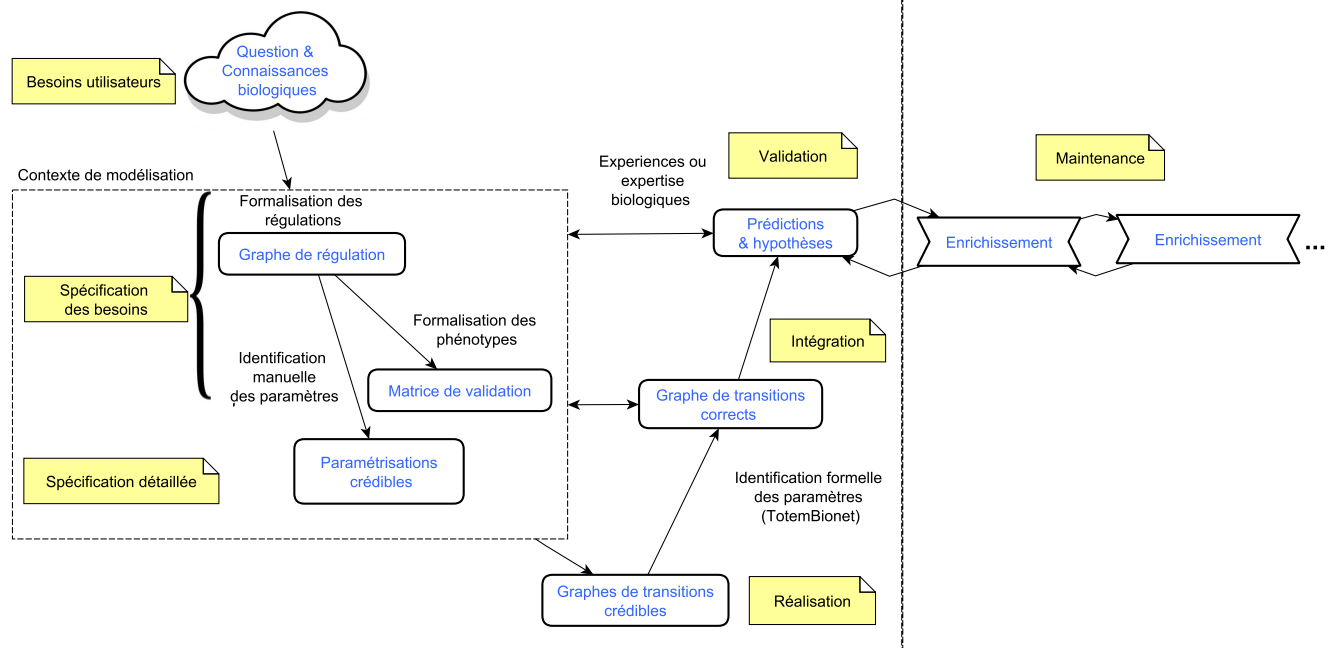 Question &
Connaissances
biologiques
Besoins utilisateurs
Contexte de modélisation
Formalisation des
régulations
Graphe de régulation
Spécification
des besoins
Formalisation des
phénotypes
Identification
manuelle
des paramètres
Matrice de validation
Paramétrisations
crédibles
Spécification détaillée
Experiences ou
expertise
biologiques
Validation
Prédictions
& hypothèses
Intégration
Graphe de transitions
corrects
Identification formelle
des paramètres
(TotemBionet)
Graphes de transitions
crédibles
Réalisation
Maintenance
Enrichissement
Enrichissement
...